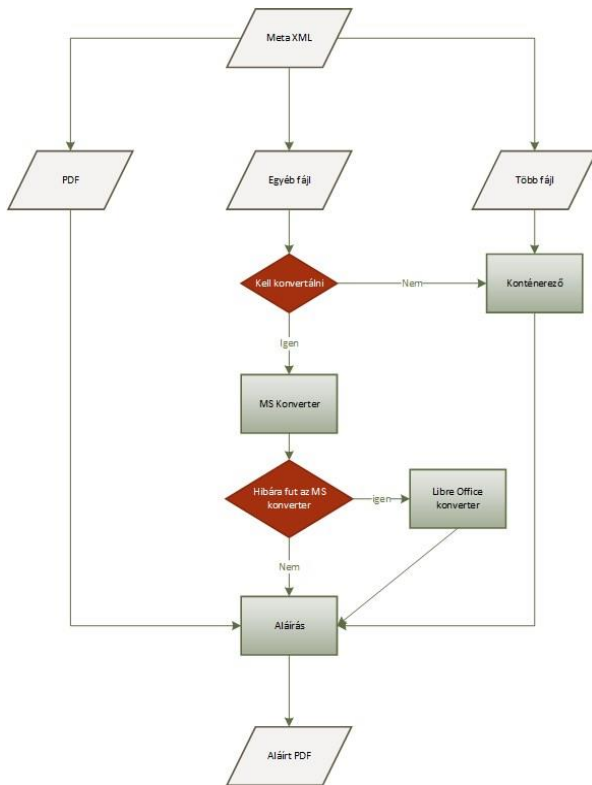 Meta XML
PDF
Egyéb fájl
Több fájl
Kell konvertálni
Nem
Konténerező
Igen
MS Konverter
Hibára fut az MS
konverter
igen
Libre Office
konverter
Nem
Aláírás
Aláírt PDF